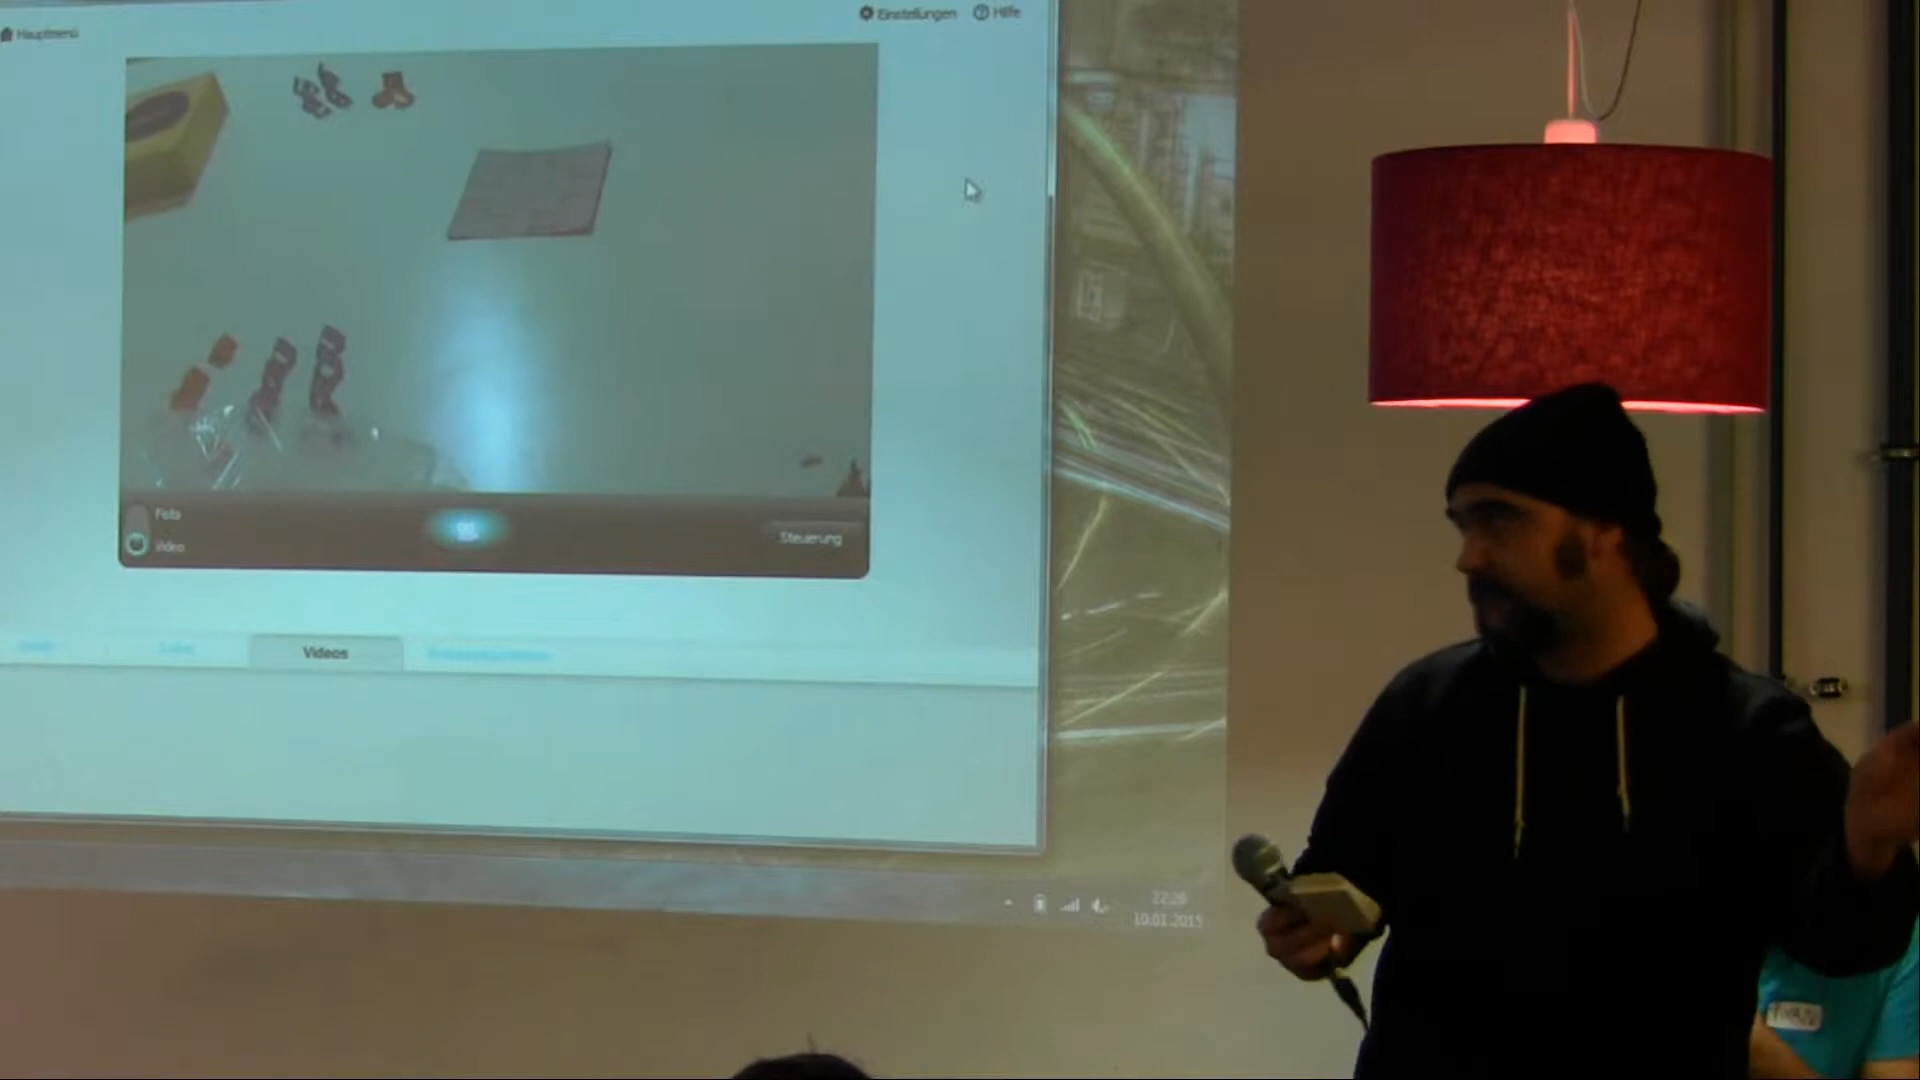 Hauptmenü
Einstellungen
Hilfe
Foto
Video
Steuerung
Videos
22:26
10.01.2015